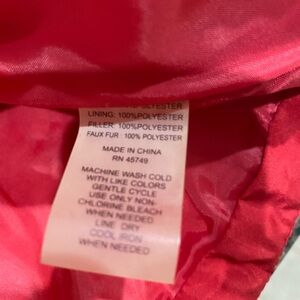 POLYESTER
LINING: 100%POLYESTER
FILLER: 100%POLYESTER
FAUX FUR : 100% POLYESTER
MADE IN CHINA
RN 45749
MACHINE WASH COLD
WITH LIKE COLORS
GENTLE CYCLE
USE ONLY NON-
CHLORINE BLEACH
WHEN NEEDED
LINE DRY
COOL IRON
WHEN NEEDED